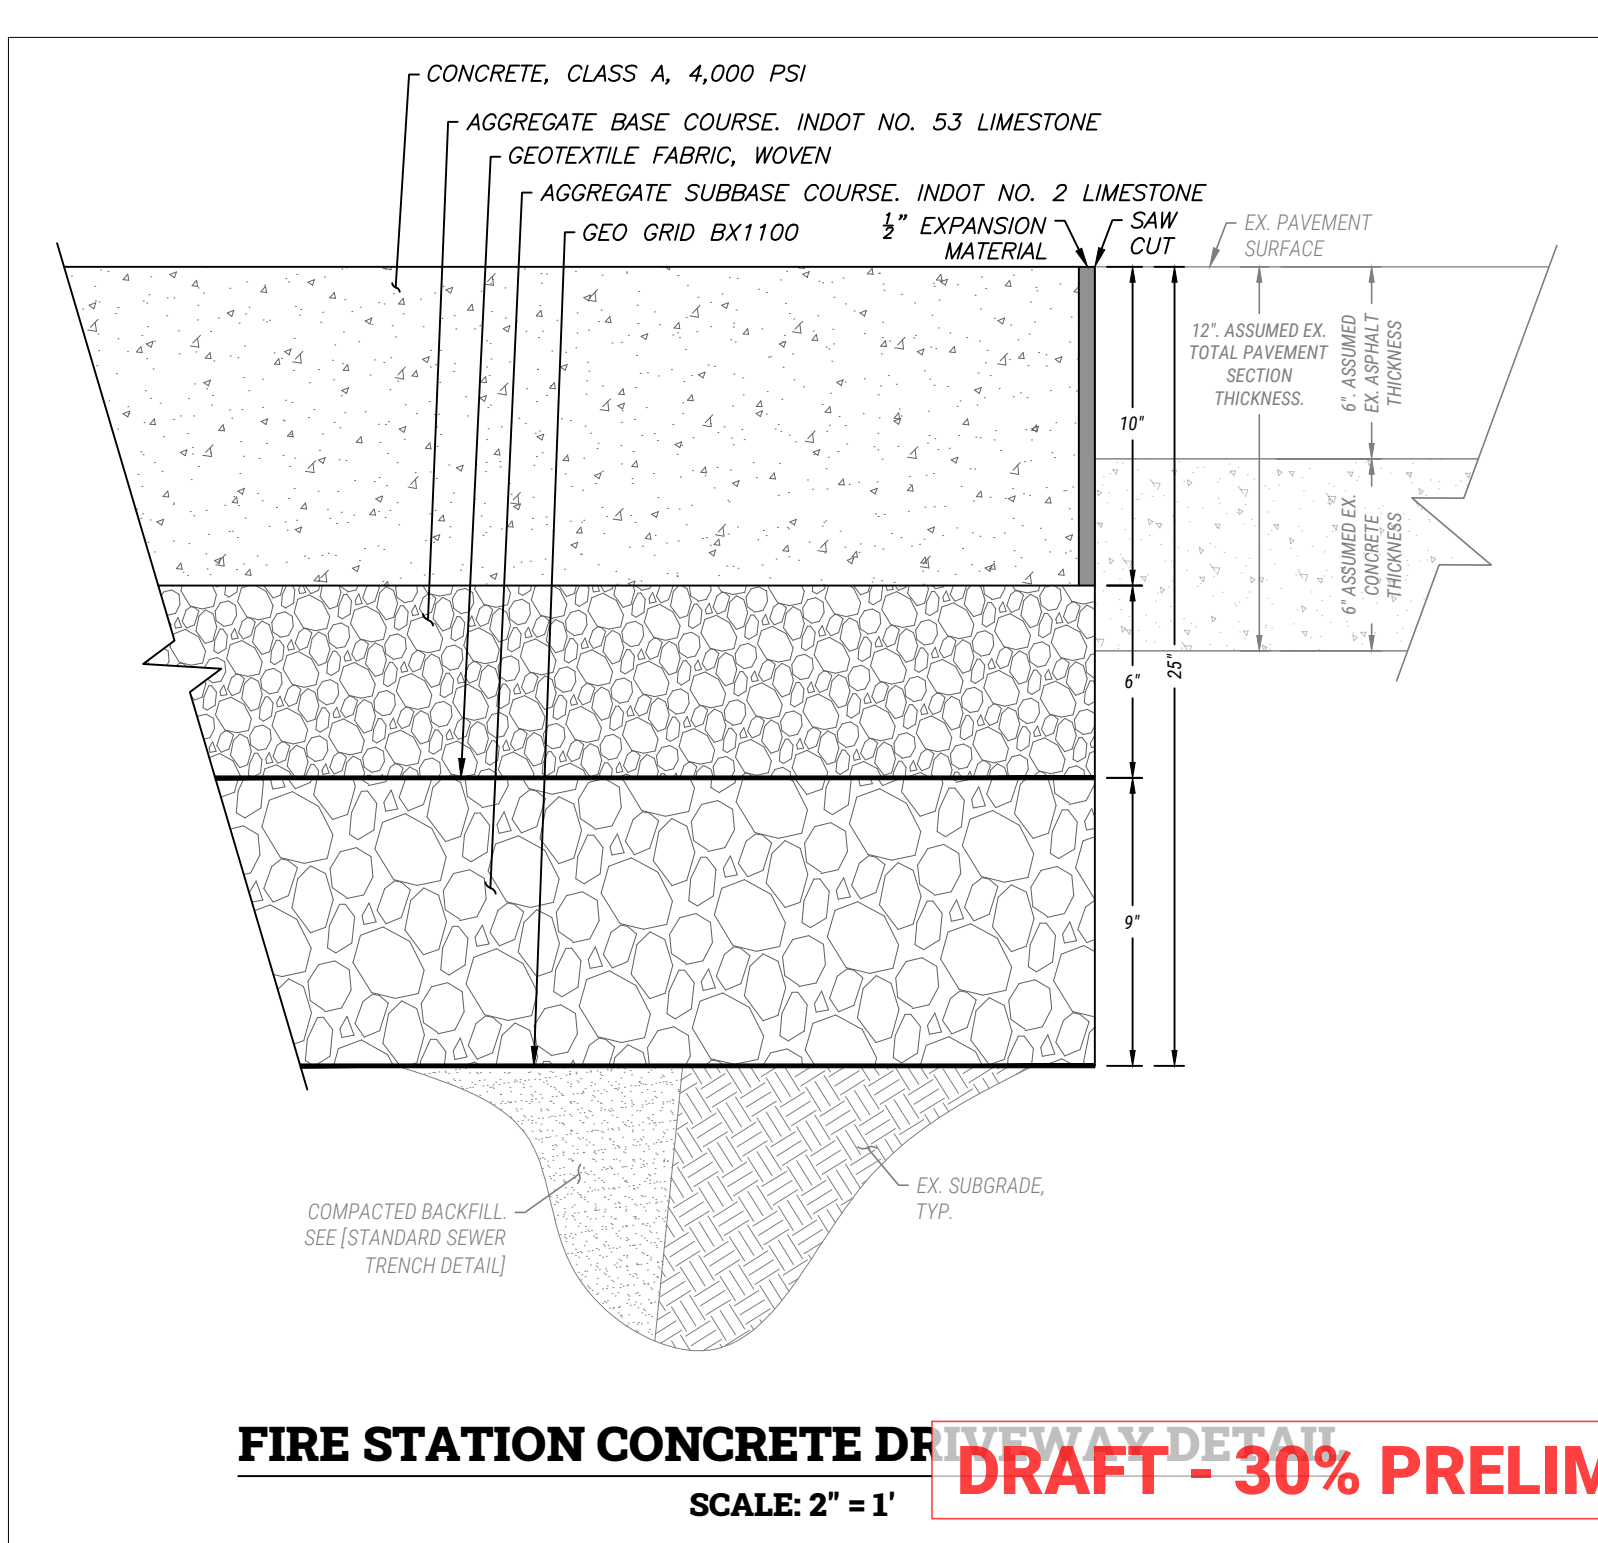 CONCRETE, CLASS A, 4,000 PSI
AGGREGATE BASE COURSE. INDOT NO. 53 LIMESTONE
GEOTEXTILE FABRIC, WOVEN
AGGREGATE SUBBASE COURSE. INDOT NO. 2 LIMESTONE
GEO GRID BX1100
½" EXPANSION
MATERIAL
SAW
CUT
EX. PAVEMENT
SURFACE
12". ASSUMED EX.
TOTAL PAVEMENT
SECTION
THICKNESS.
6". ASSUMED
EX. ASPHALT
THICKNESS
10"
6" ASSUMED EX.
CONCRETE
THICKNESS
25"
6"
9"
COMPACTED BACKFILL.
SEE [STANDARD SEWER
TRENCH DETAIL]
EX. SUBGRADE,
TYP.
FIRE STATION CONCRETE DRIVEWAY DETAIL
DRAFT - 30% PRELIM
SCALE: 2" = 1'